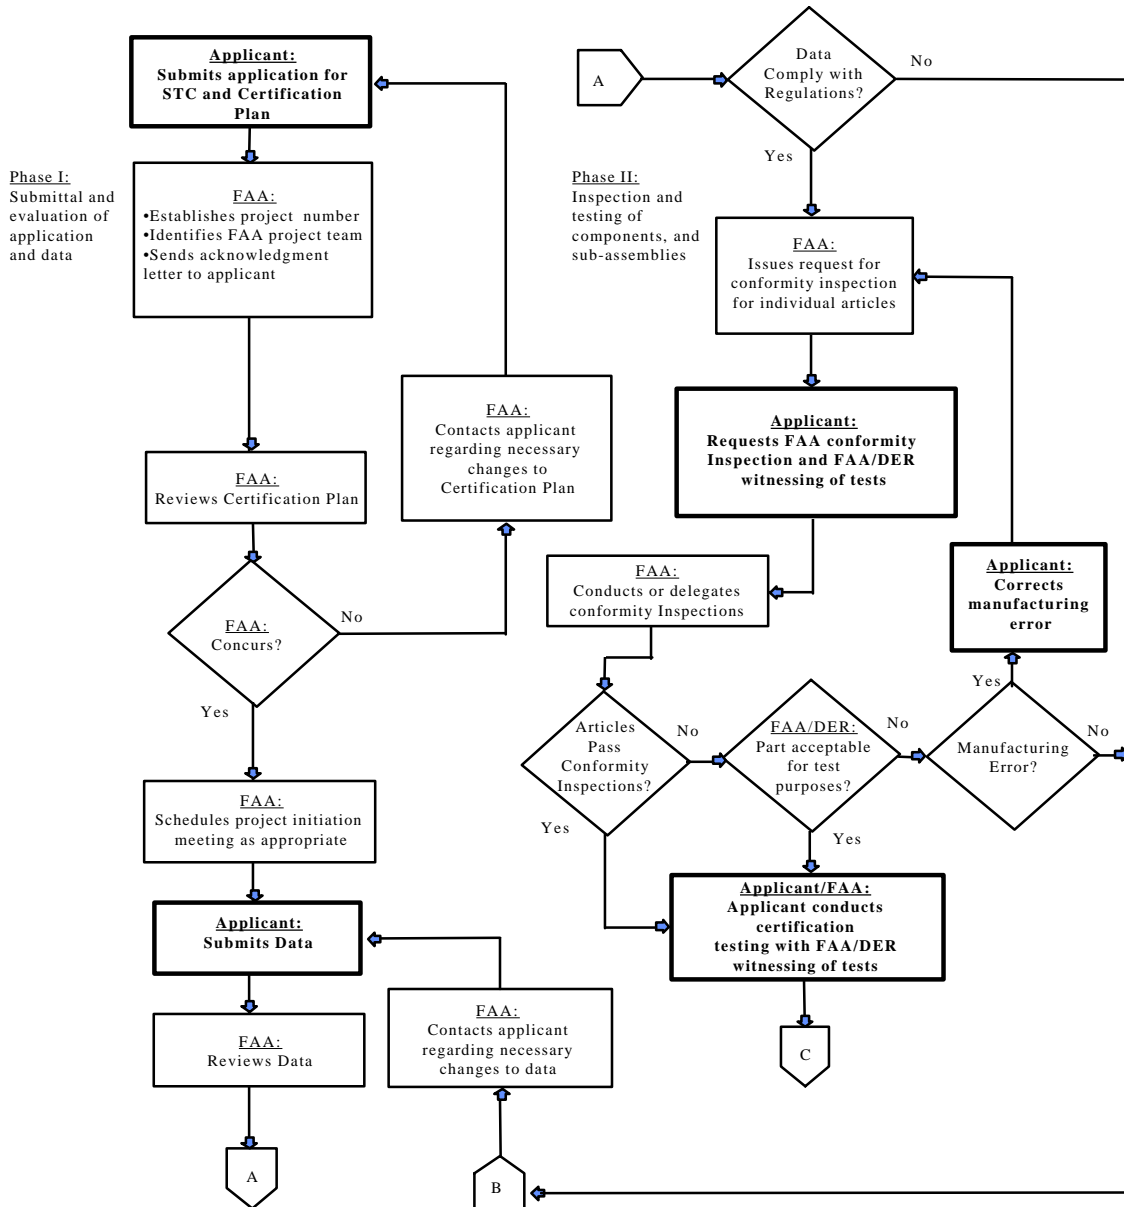 Applicant:
Submits application for
STC and Certification
Plan
Phase I:
Submittal and
evaluation of
application
and data
FAA:
•Establishes project number
•Identifies FAA project team
•Sends acknowledgment
letter to applicant
FAA:
Contacts applicant
regarding necessary
changes to
Certification Plan
FAA:
Reviews Certification Plan
FAA:
Concurs?
No
Yes
FAA:
Schedules project initiation
meeting as appropriate
Applicant:
Submits Data
FAA:
Reviews Data
A
FAA:
Contacts applicant
regarding necessary
changes to data
B
A
Data
Comply with
Regulations?
No
Yes
Phase II:
Inspection and
testing of
components, and
sub-assemblies
FAA:
Issues request for
conformity inspection
for individual articles
Applicant:
Requests FAA conformity
Inspection and FAA/DER
witnessing of tests
FAA:
Conducts or delegates
conformity Inspections
Applicant:
Corrects
manufacturing
error
Yes
Articles
Pass
Conformity
Inspections?
No
Yes
FAA/DER:
Part acceptable
for test
purposes?
No
Yes
Manufacturing
Error?
No
Applicant/FAA:
Applicant conducts
certification
testing with FAA/DER
witnessing of tests
C